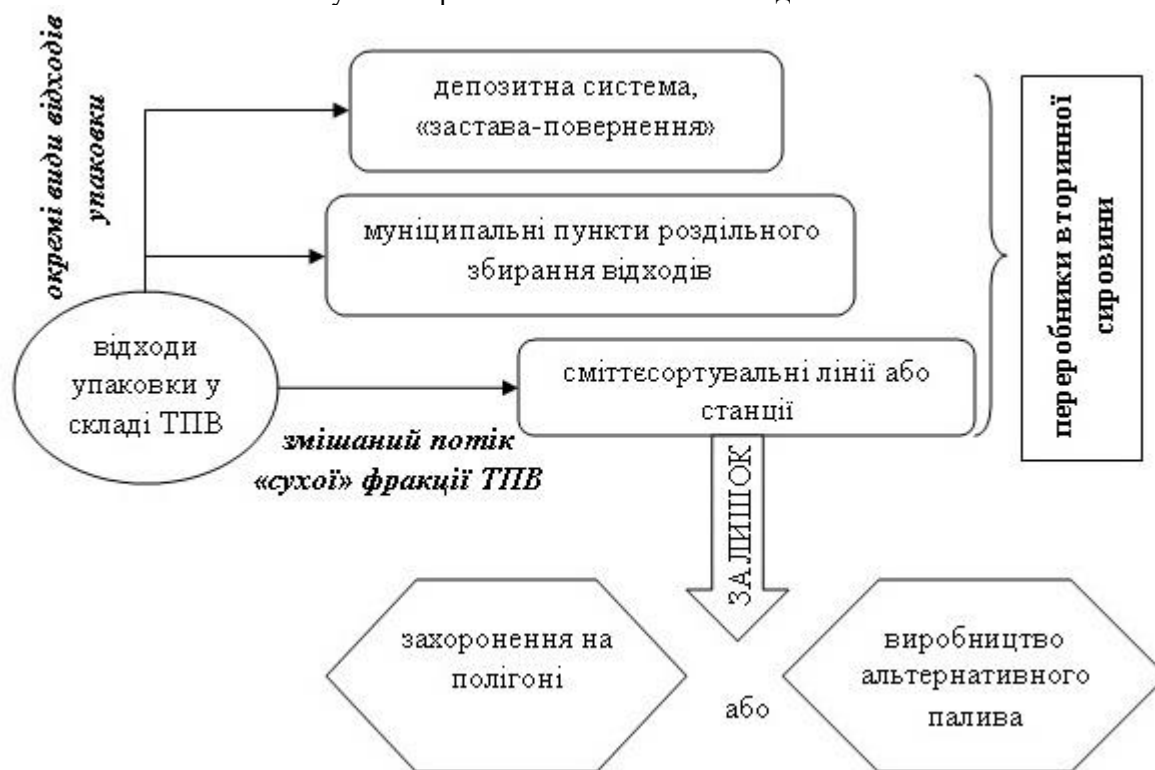 окремі види відходів
упаковки
депозитна система,
«застава-повернення»
муніципальні пункти роздільного
збирання відходів
відходи
упаковки у
складі ТПВ
сміттєсортувальні лінії або
станції
змішаний потік
«сухої» фракції ТПВ
переробники вторинної
сировини
ЗАЛИШОК
захоронення на
полігоні
або
виробництво
альтернативного
палива